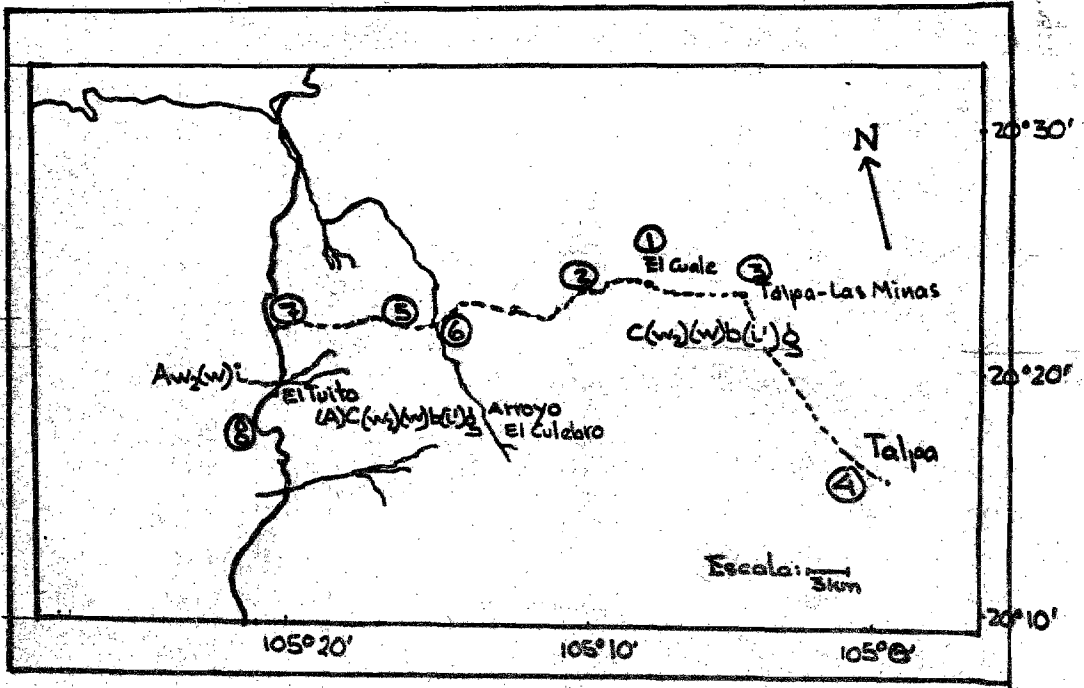 20°30'
N
1
El Cuale
2
3
Talpa-Las Minas
7
5
6
C(w₂)(w)b(i')g
Aw₂(w)i
20°20'
El Tuito
(A)C(w₂)(w)b(i')g
Arroyo
El Culebro
8
Talpa
4
Escala:
3km
20°10'
105°20'
105°10'
105°0'